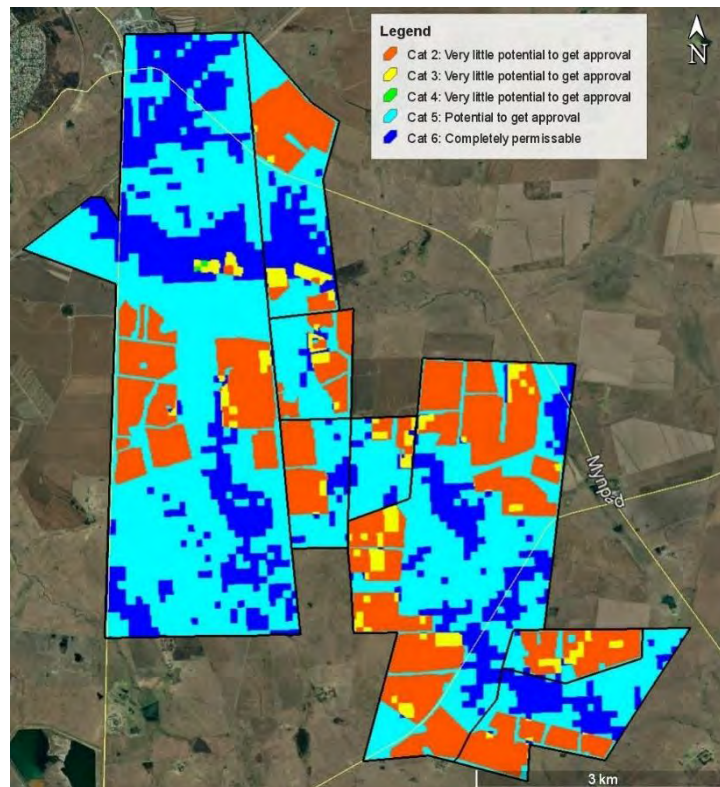 Legend
Cat 2: Very little potential to get approval
Cat 3: Very little potential to get approval
Cat 4: Very little potential to get approval
Cat 5: Potential to get approval
Cat 6: Completely permissable
N
3 km